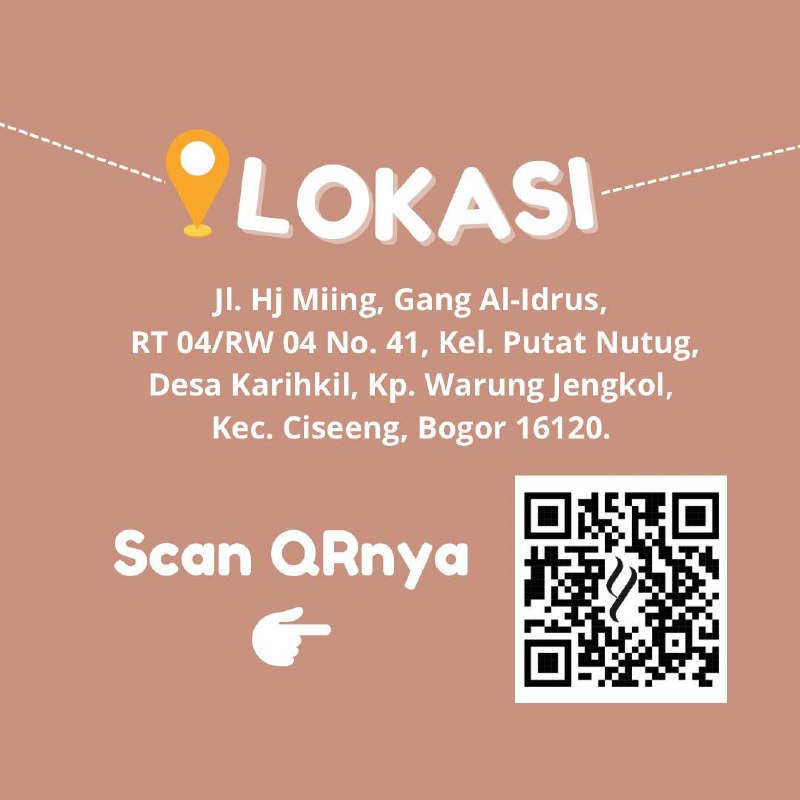 LOKASI
Jl. Hj Miing, Gang Al-Idrus,
RT 04/RW 04 No. 41, Kel. Putat Nutug,
Desa Karihkil, Kp. Warung Jengkol,
Kec. Ciseeng, Bogor 16120.
Scan QRnya